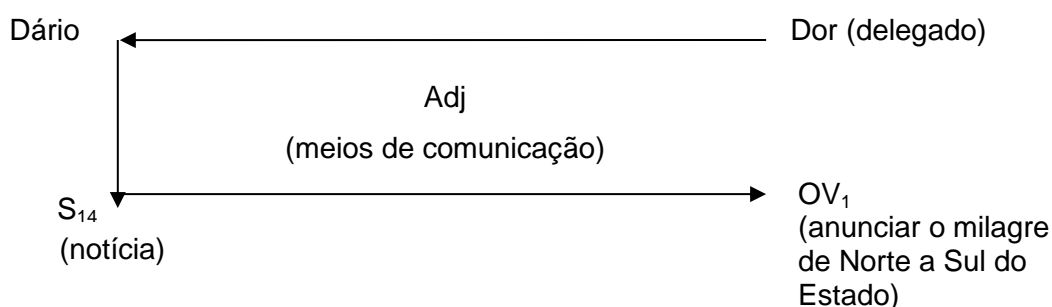 Dário
Dor (delegado)
Adj
(meios de comunicação)
S₁₄
(notícia)
OV₁
(anunciar o milagre
de Norte a Sul do
Estado)